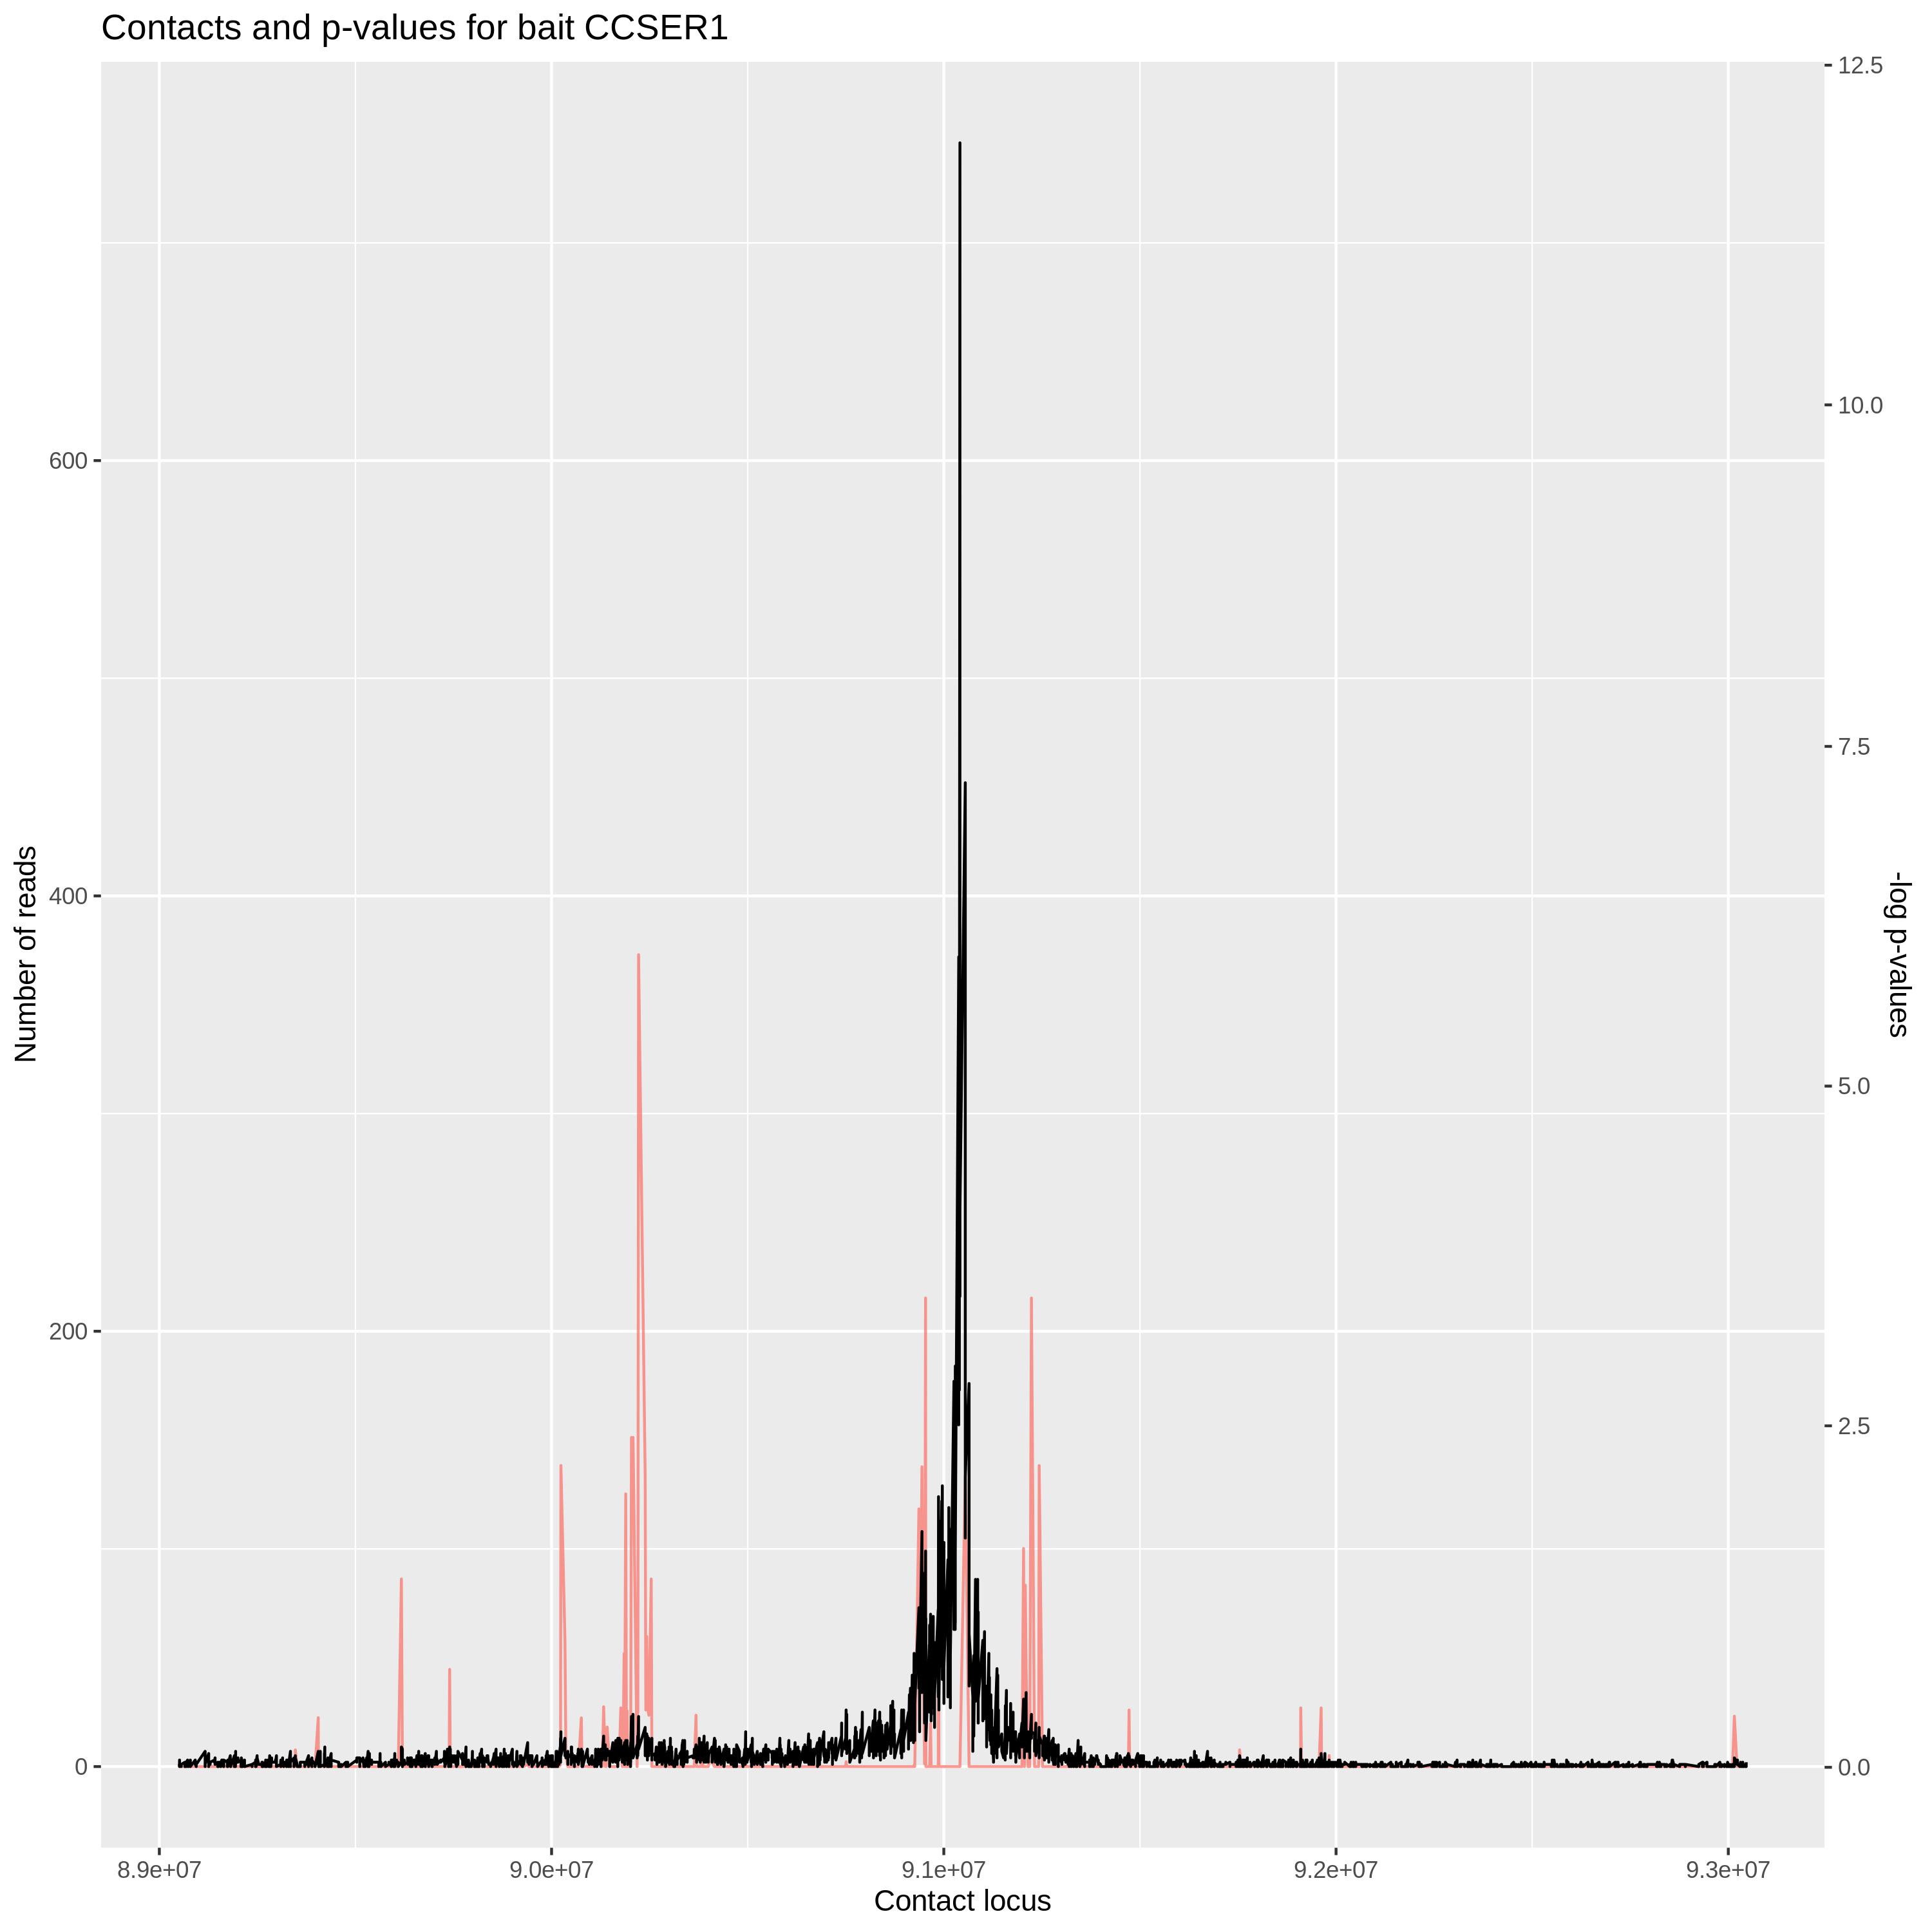 Contacts and p-values for bait CCSER1
12.5
10.0
7.5
5.0
2.5
0.0
600
400
200
0
Number of reads
-log p-values
8.9e+07
9.0e+07
9.1e+07
9.2e+07
9.3e+07
Contact locus